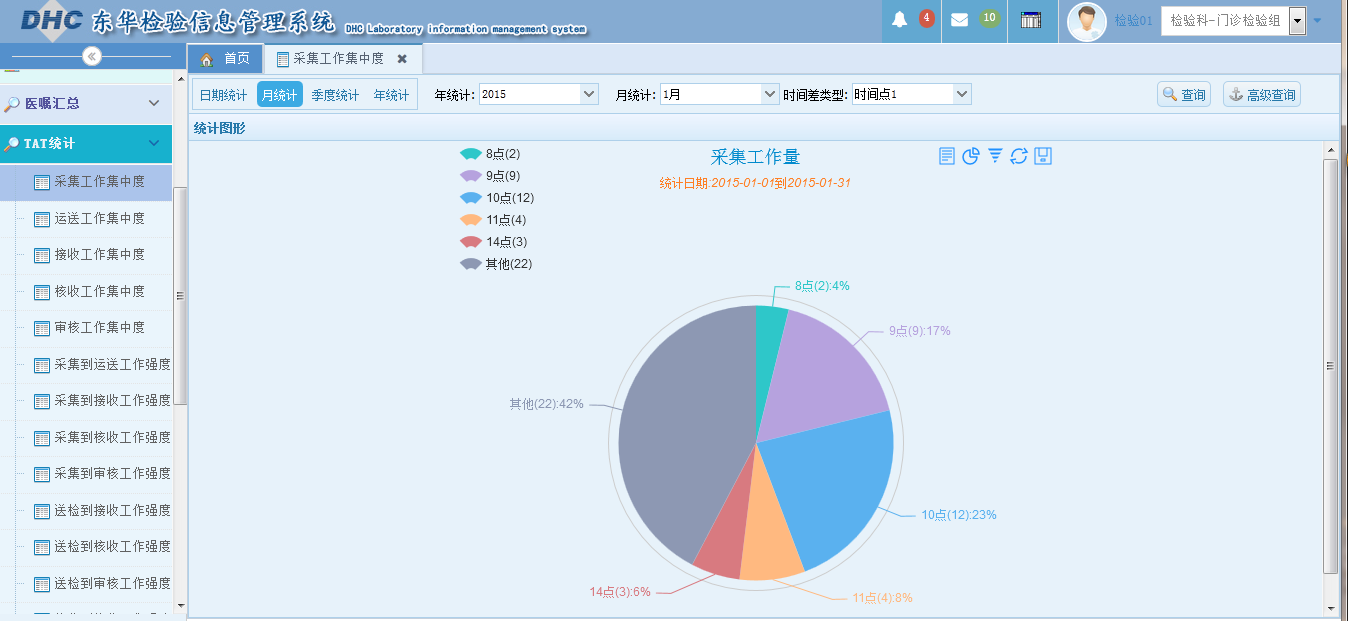 DHC 东华检验信息管理系统 DHC Laboratory information management system
4
10
检验01
检验科-门诊检验组
首页
采集工作集中度
医嘱汇总
TAT统计
采集工作集中度
运送工作集中度
接收工作集中度
核收工作集中度
审核工作集中度
采集到运送工作强度
采集到接收工作强度
采集到核收工作强度
采集到审核工作强度
送检到接收工作强度
送检到核收工作强度
送检到审核工作强度
日期统计 月统计 季度统计 年统计 年统计: 2015 月统计: 1月 时间差类型: 时间点1 查询 高级查询
统计图形
采集工作量
统计日期:2015-01-01到2015-01-31
8点(2)
9点(9)
10点(12)
11点(4)
14点(3)
其他(22)
8点(2):4%
9点(9):17%
其他(22):42%
10点(12):23%
14点(3):6%
11点(4):8%